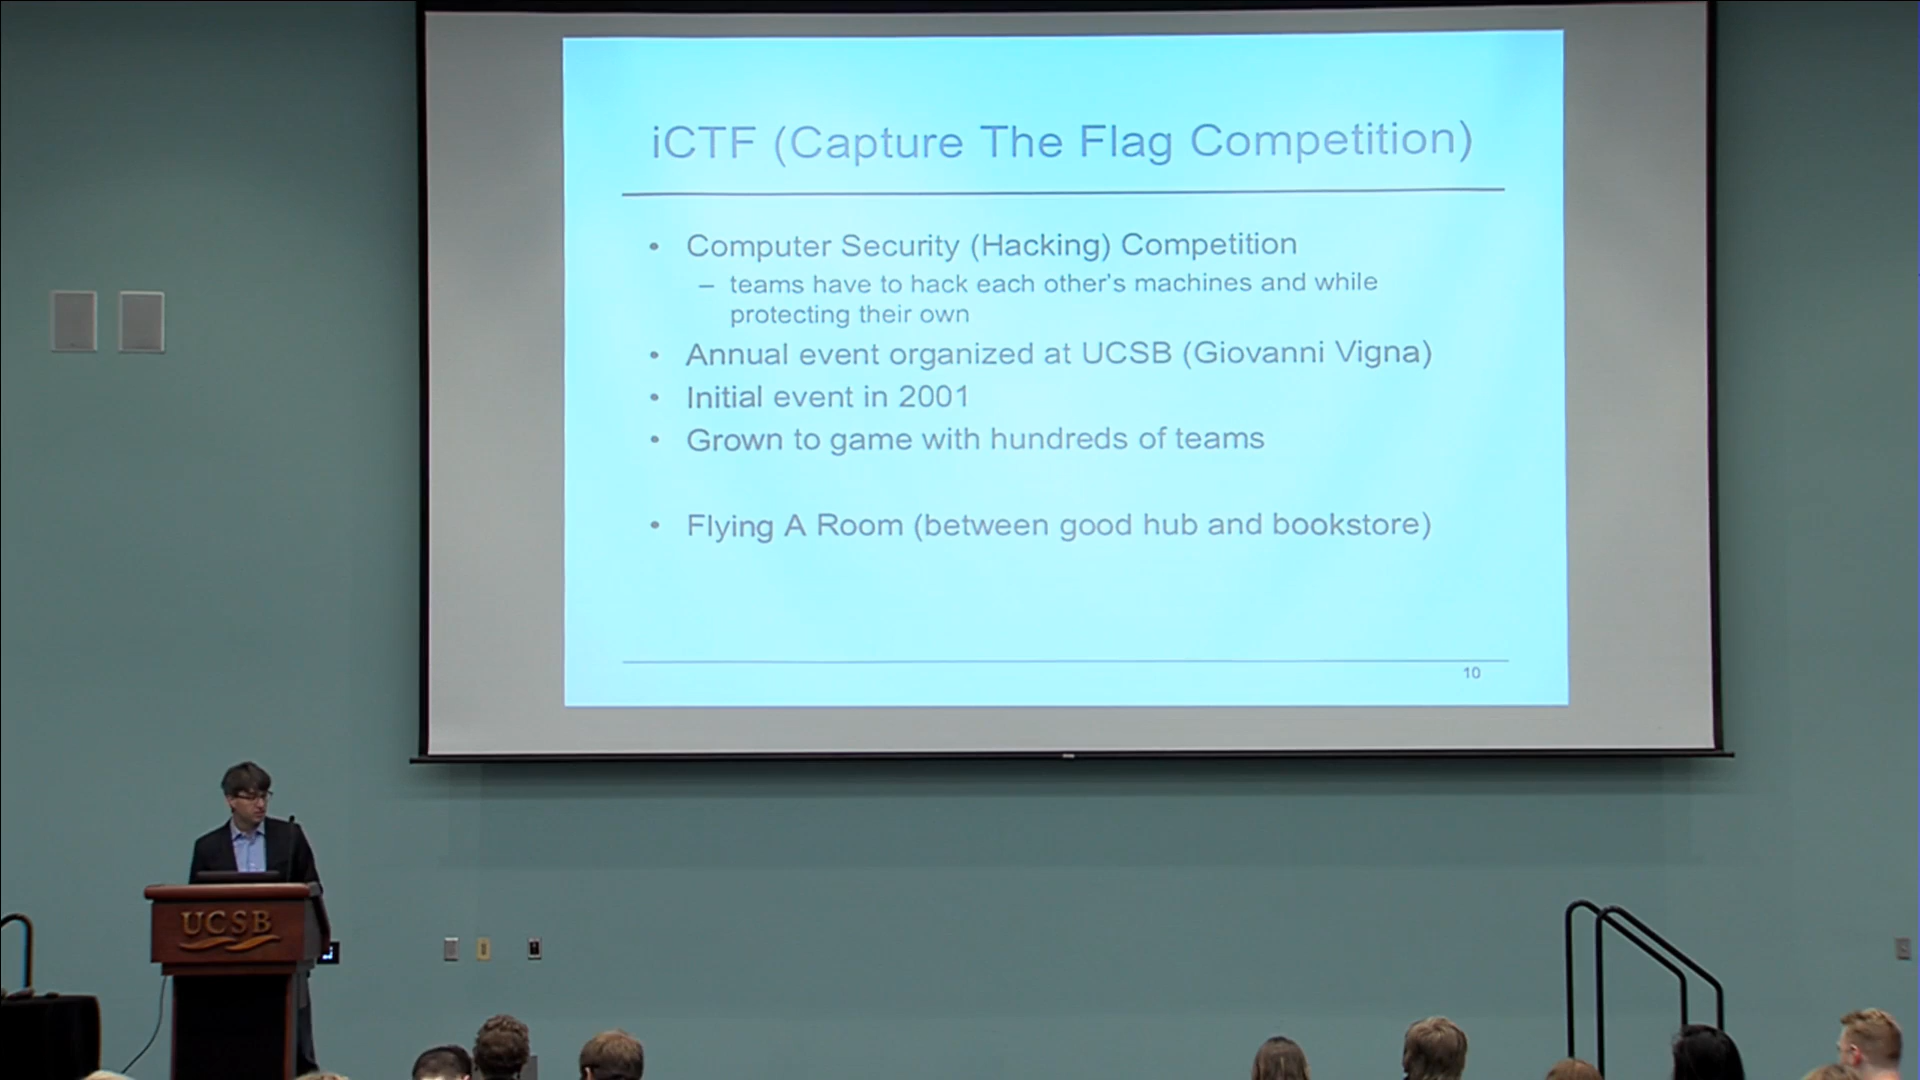 iCTF (Capture The Flag Competition)
• Computer Security (Hacking) Competition
– teams have to hack each other's machines and while
protecting their own
• Annual event organized at UCSB (Giovanni Vigna)
• Initial event in 2001
• Grown to game with hundreds of teams
• Flying A Room (between good hub and bookstore)
10
UCSB